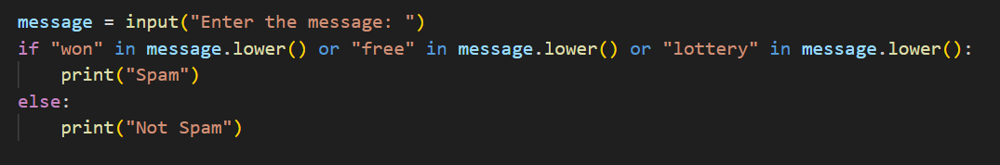 message = input("Enter the message: ")
if "won" in message.lower() or "free" in message.lower() or "lottery" in message.lower():
    print("Spam")
else:
    print("Not Spam")